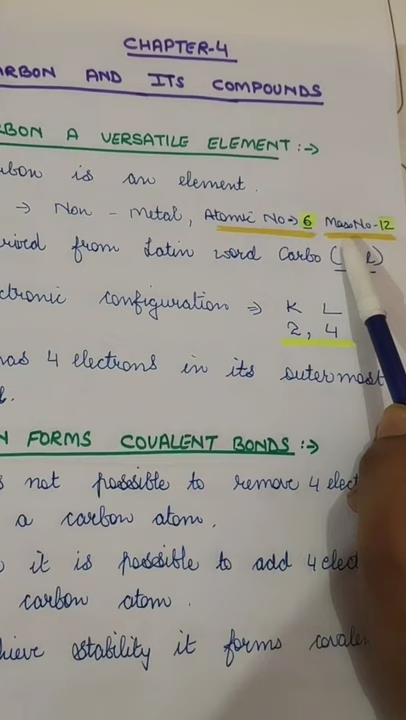 CHAPTER-4
ARBON AND ITS COMPOUNDS
RBON A VERSATILE ELEMENT :->
rbon is an element.
→ Non - Metal, Atomic No→ 6 Mass No - 12
rived from Latin word Carbo (
ctronic configuration ⇒ K L
2, 4
has 4 electrons in its outermost
l.
N FORMS COVALENT BONDS :->
s not possible to remove 4 elect
a carbon atom.
o it is possible to add 4 elect
carbon atom.
hieve stability it forms covalen